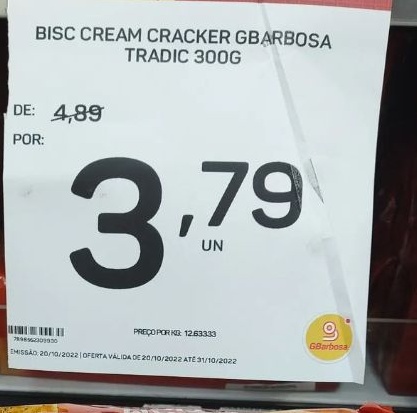 BISC CREAM CRACKER GBARBOSA
TRADIC 300G
DE: 4,89
POR:
3,79
UN
PREÇO POR KG: 12.63333
GBarbosa
EMISSÃO: 20/10/2022 | OFERTA VÁLIDA DE 20/10/2022 ATÉ 31/10/2022